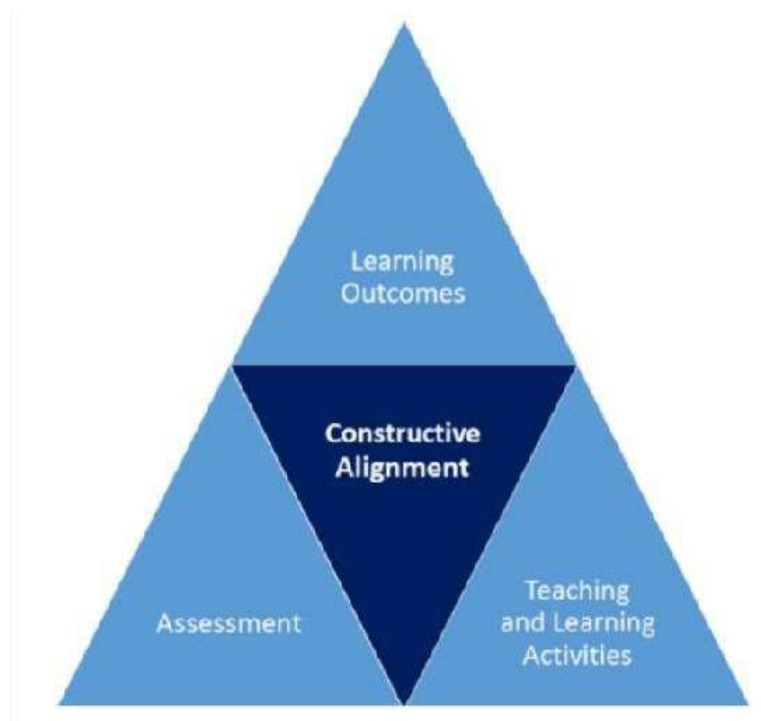 Learning
Outcomes
Constructive
Alignment
Assessment
Teaching
and Learning
Activities